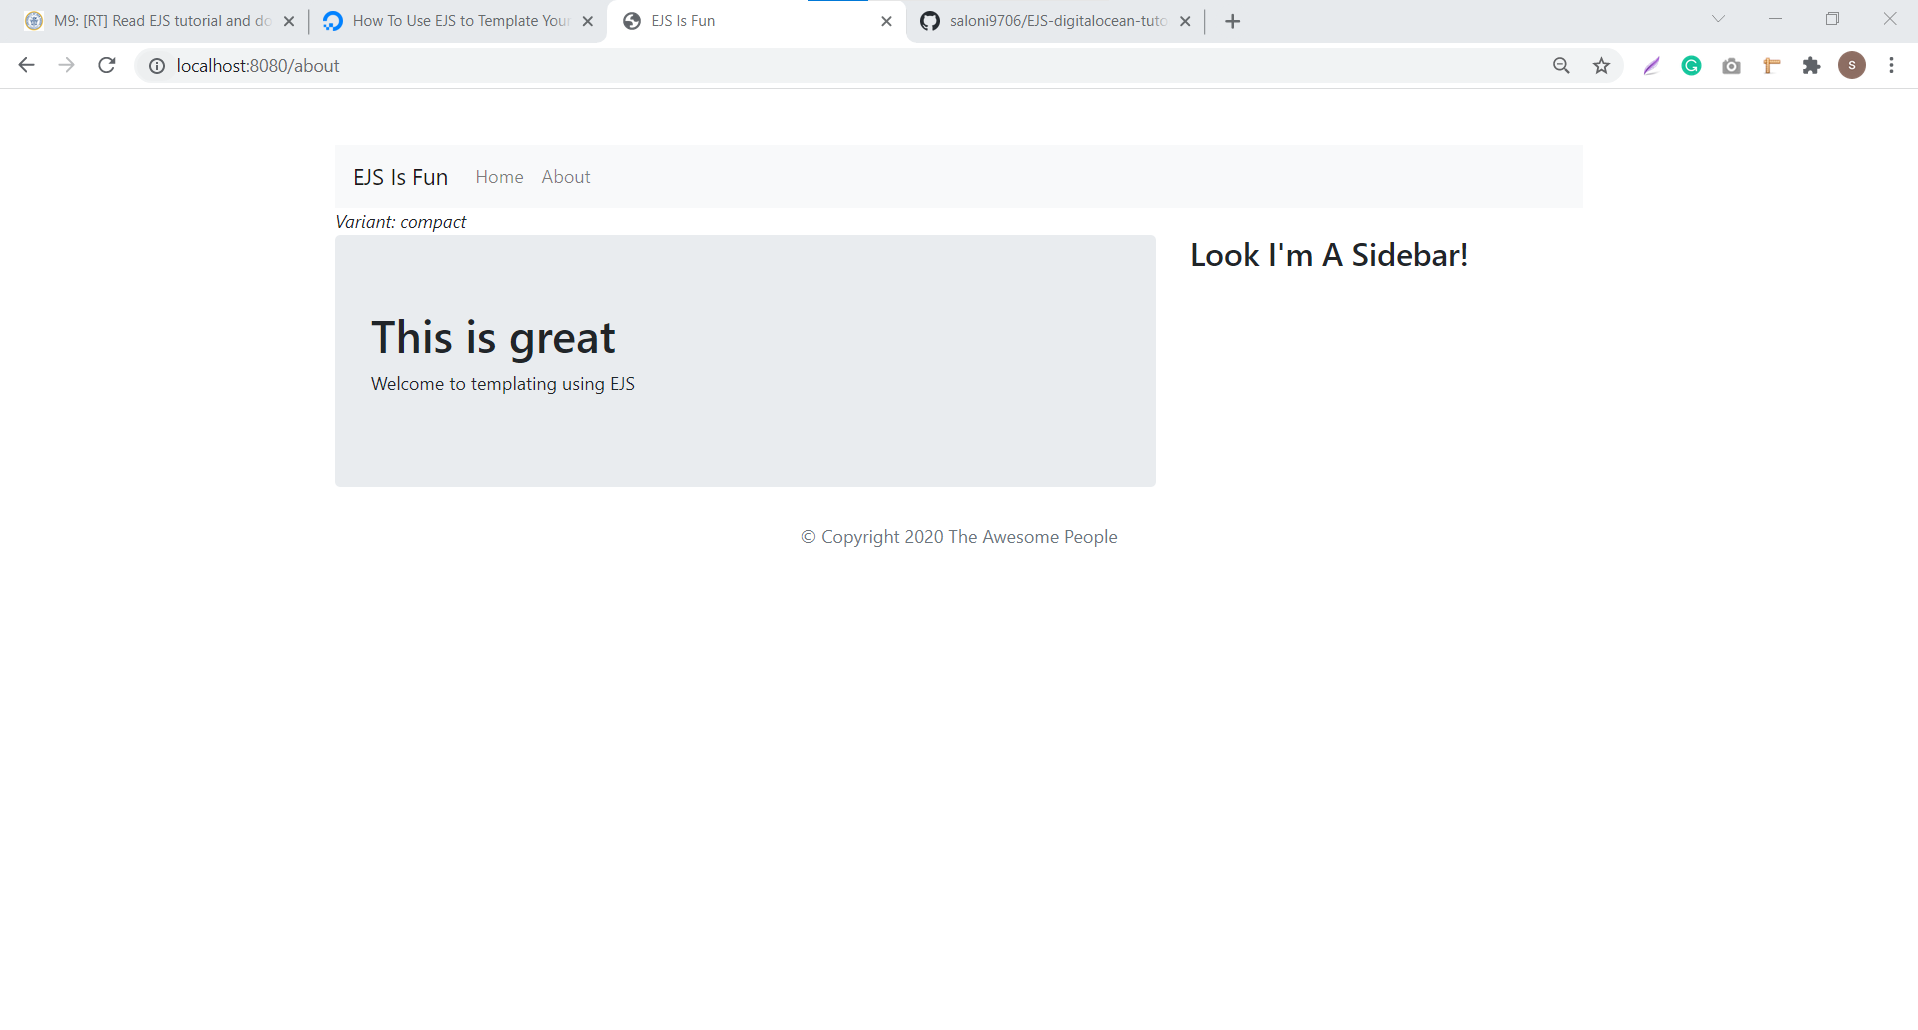 M9: [RT] Read EJS tutorial and do
How To Use EJS to Template Your
EJS Is Fun
saloni9706/EJS-digitalocean-tuto
localhost:8080/about
S
EJS Is Fun Home About
Variant: compact
Look I'm A Sidebar!
This is great
Welcome to templating using EJS
© Copyright 2020 The Awesome People